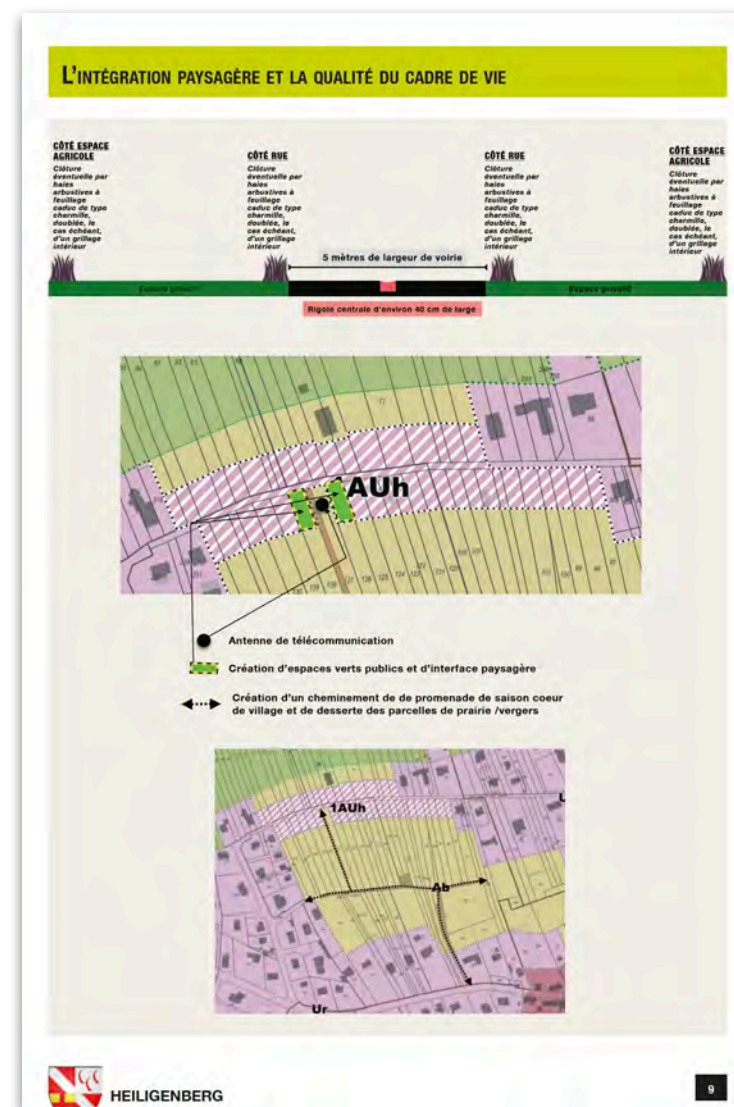 L'INTÉGRATION PAYSAGÈRE ET LA QUALITÉ DU CADRE DE VIE
CÔTÉ ESPACE
AGRICOLE
Clôture
éventuelle par
haies
arbustives à
feuillage
caduc de type
charmille,
doublée, le
cas échéant,
d'un grillage
intérieur
CÔTÉ RUE
Clôture
éventuelle par
haies
arbustives à
feuillage
caduc de type
charmille,
doublée, le
cas échéant,
d'un grillage
intérieur
CÔTÉ RUE
Clôture
éventuelle par
haies
arbustives à
feuillage
caduc de type
charmille,
doublée, le
cas échéant,
d'un grillage
intérieur
CÔTÉ ESPACE
AGRICOLE
Clôture
éventuelle par
haies
arbustives à
feuillage
caduc de type
charmille,
doublée, le
cas échéant,
d'un grillage
intérieur
5 mètres de largeur de voirie
Espace privatif
Espace privatif
Rigole centrale d'environ 40 cm de large
AUh
Antenne de télécommunication
Création d'espaces verts publics et d'interface paysagère
Création d'un cheminement de de promenade de saison coeur
de village et de desserte des parcelles de prairie /vergers
1AUh
Ab
Ur
HEILIGENBERG
9